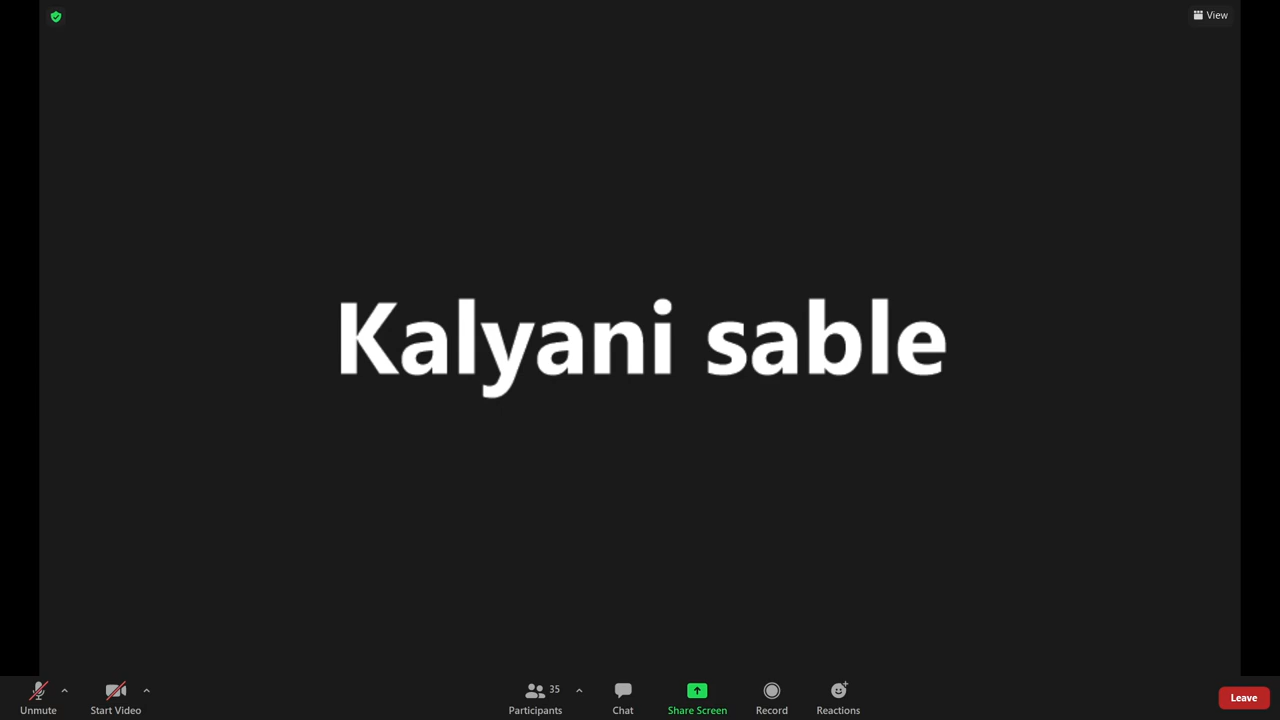 View
Kalyani sable
35
Unmute
Start Video
Participants
Chat
Share Screen
Record
Reactions
Leave